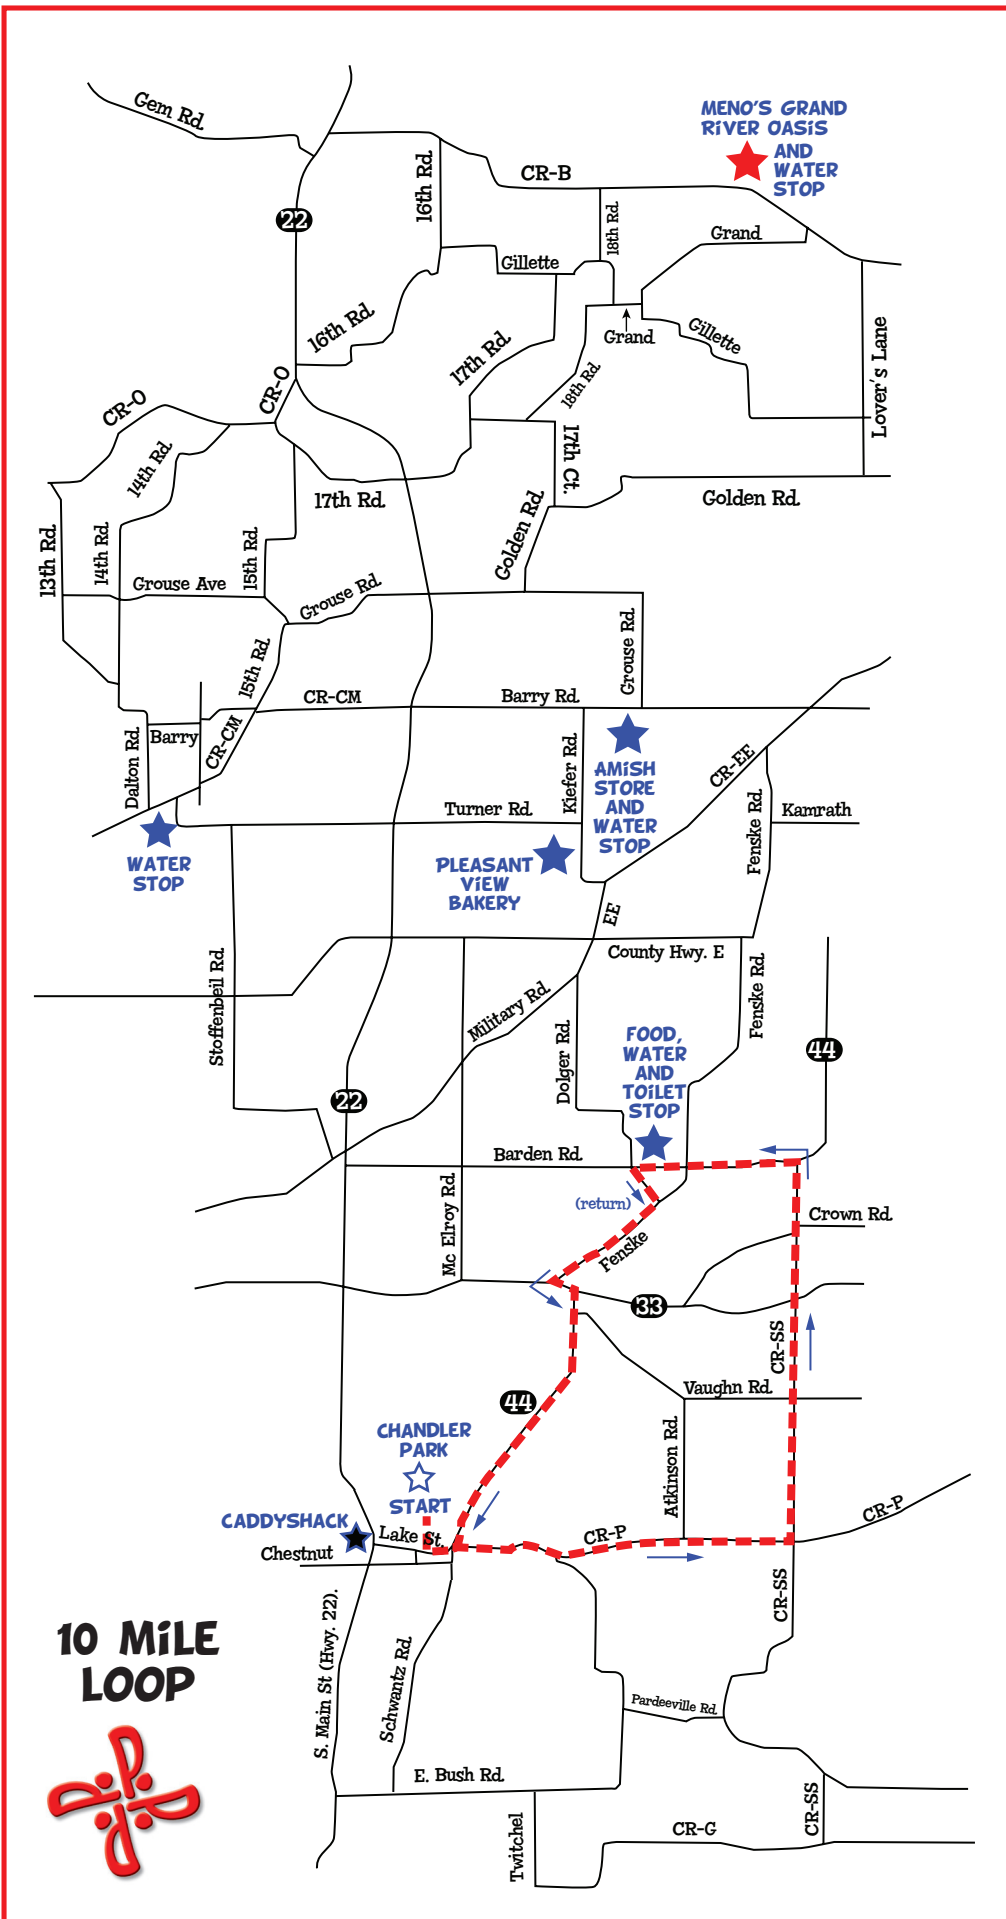 Gem Rd.
MENO'S GRAND
RiVER OASIS
AND
WATER
STOP
16th Rd.
CR-B
22
18th Rd.
Grand
Gillette
16th Rd.
Grand
Gillette
17th Rd.
Lover's Lane
18th Rd.
CR-O
CR-O
14th Rd.
17th Ct.
17th Rd.
Golden Rd.
Golden Rd.
13th Rd.
14th Rd.
15th Rd.
Grouse Ave
Grouse Rd.
Grouse Rd.
15th Rd.
CR-CM
Barry Rd.
Dalton Rd.
Barry
CR-CM
Kiefer Rd.
AMiSH
STORE
AND
WATER
STOP
CR-EE
Fenske Rd.
Turner Rd.
Kamrath
WATER
STOP
PLEASANT
ViEW
BAKERY
EE
County Hwy. E
Stoffenbeil Rd.
Military Rd.
Fenske Rd.
Dolger Rd.
FOOD,
WATER
AND
TOiLET
STOP
44
22
Barden Rd.
Mc Elroy Rd.
(return)
Crown Rd.
Fenske
33
CR-SS
Vaughn Rd.
44
Atkinson Rd.
CHANDLER
PARK
START
CADDYSHACK
Lake St.
Chestnut
CR-P
CR-P
CR-SS
10 MiLE
LOOP
S. Main St (Hwy. 22).
Schwantz Rd.
Pardeeville Rd.
E. Bush Rd.
Twitchel
CR-G
CR-SS